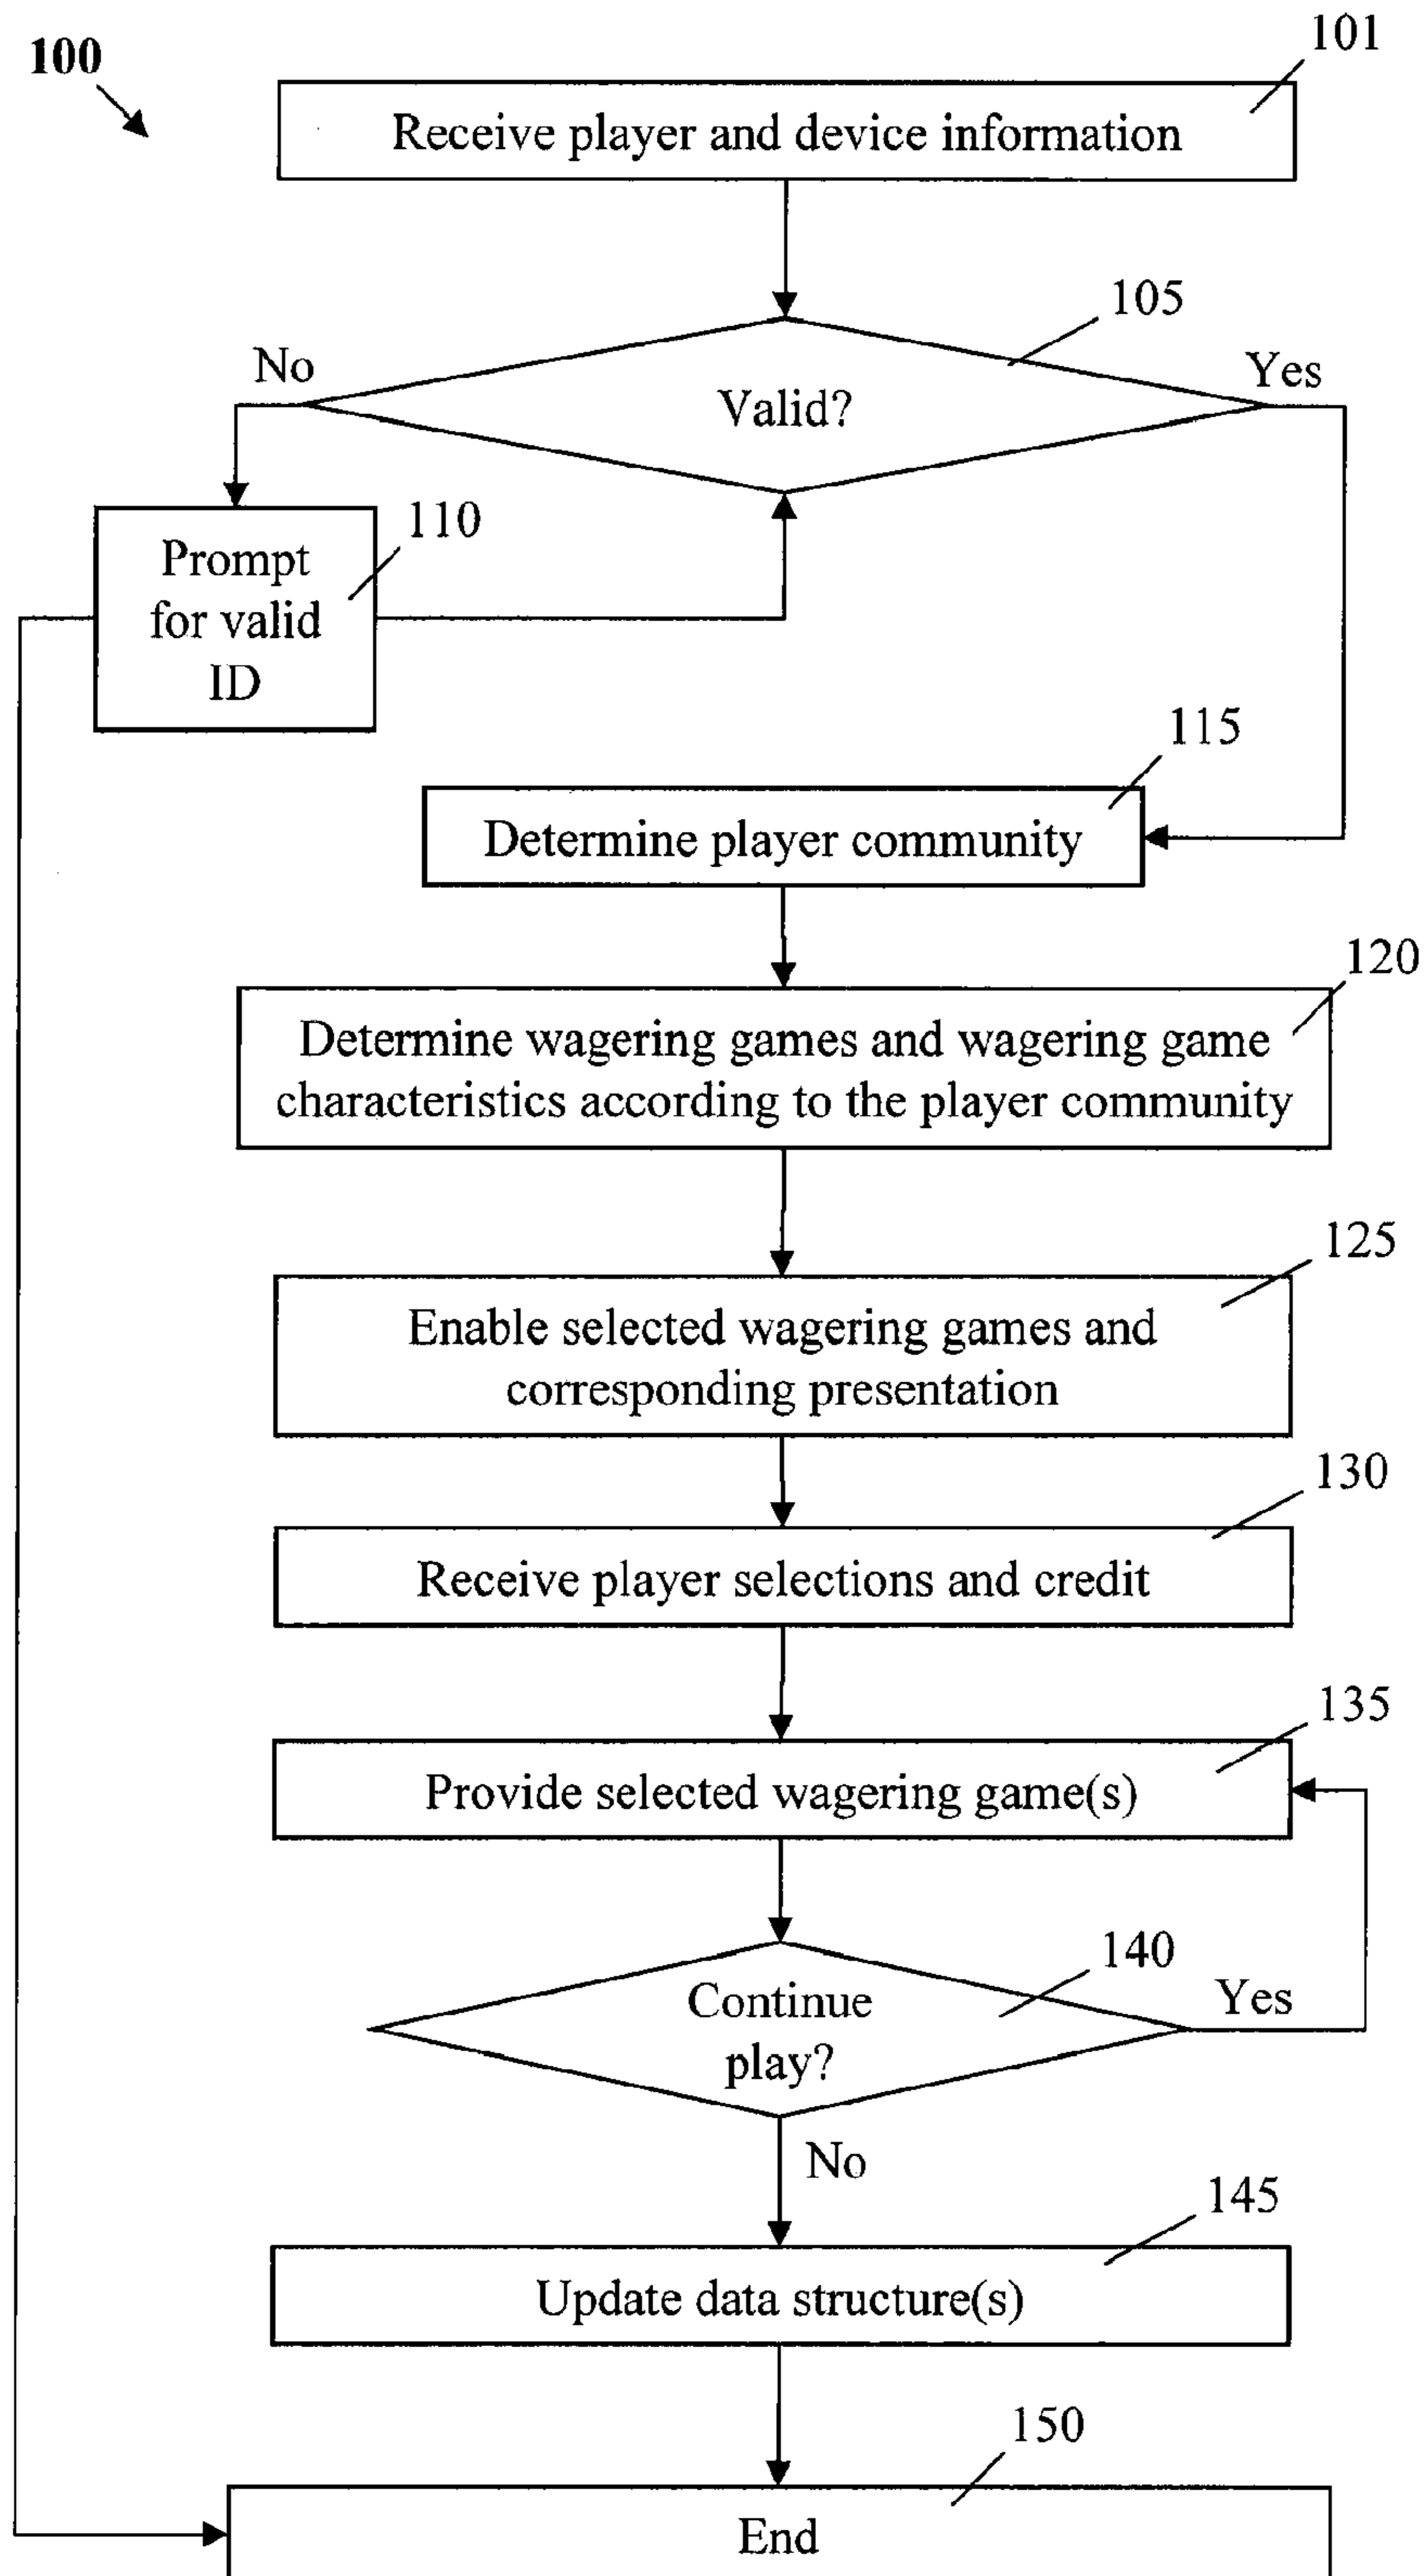 100
101
Receive player and device information
105
No
Yes
Valid?
110
Prompt
for valid
ID
115
Determine player community
120
Determine wagering games and wagering game
characteristics according to the player community
125
Enable selected wagering games and
corresponding presentation
130
Receive player selections and credit
135
Provide selected wagering game(s)
140
Continue
play?
Yes
No
145
Update data structure(s)
150
End